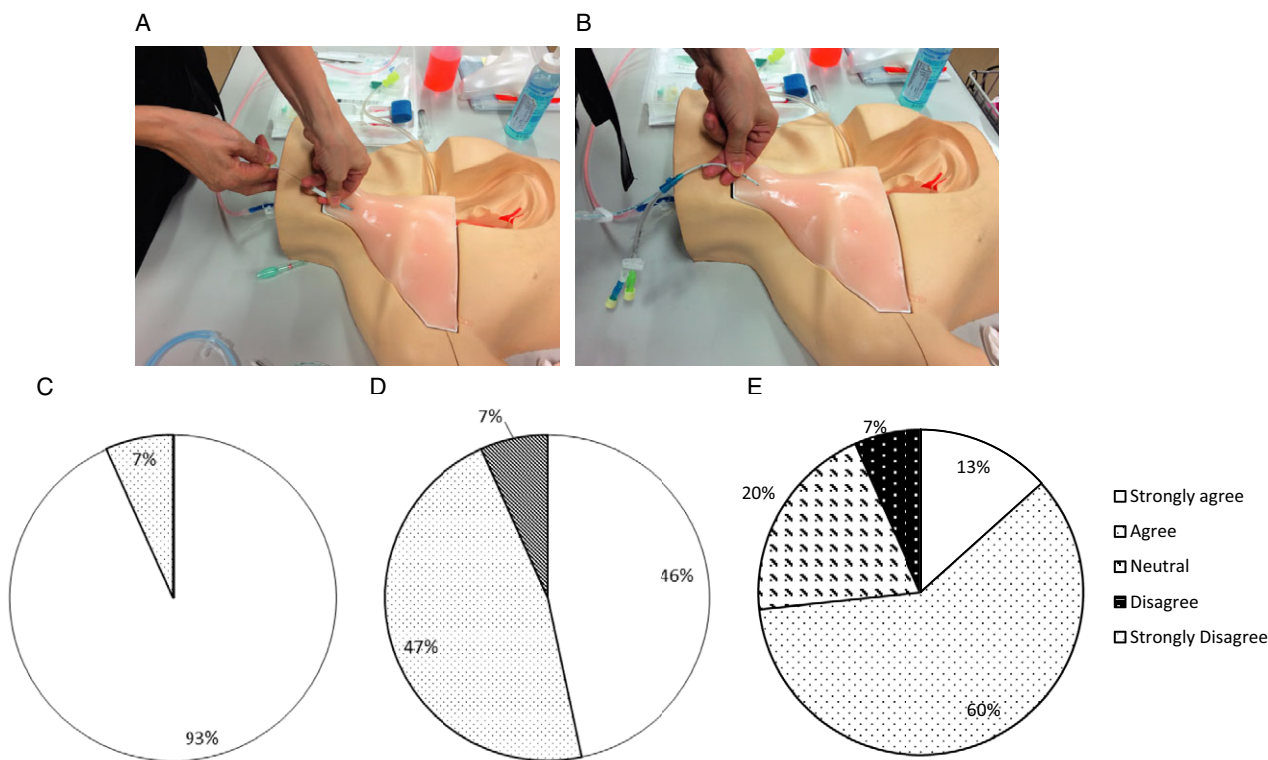 A
B
C
D
E
7%
93%
7%
46%
47%
7%
13%
20%
60%
Strongly agree
Agree
Neutral
Disagree
Strongly Disagree